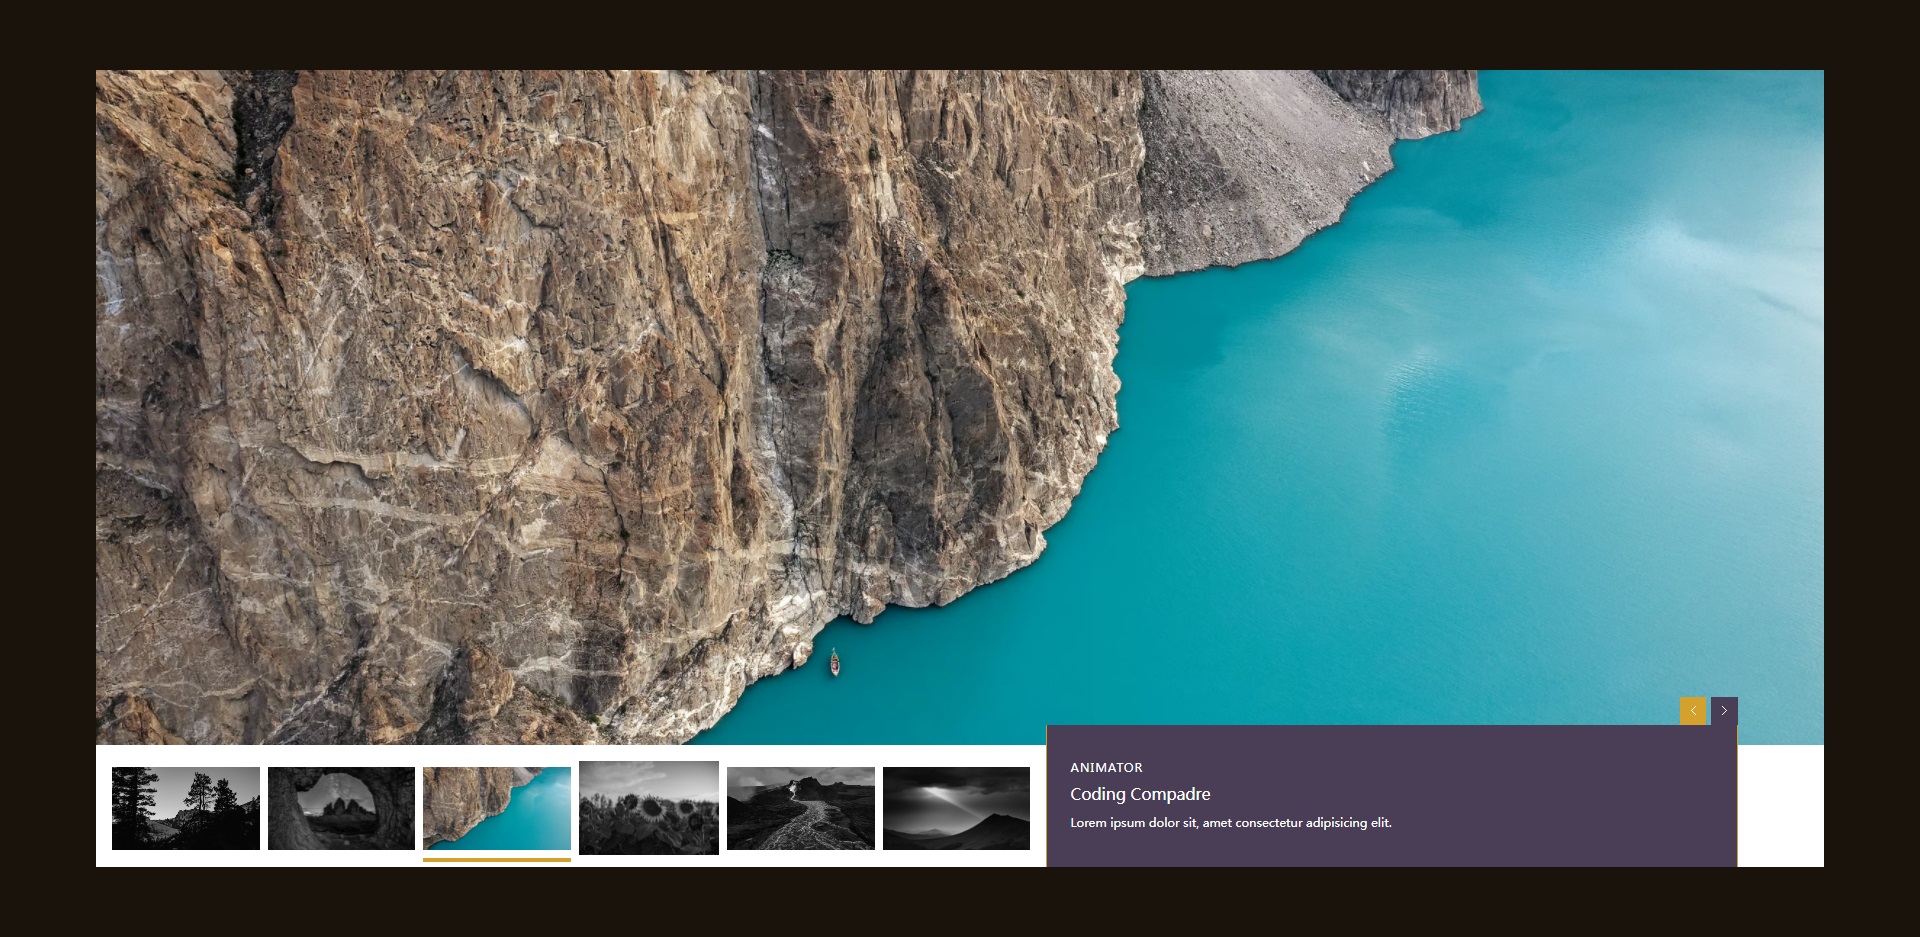 ANIMATOR
Coding Compadre
Lorem ipsum dolor sit, amet consectetur adipisicing elit.